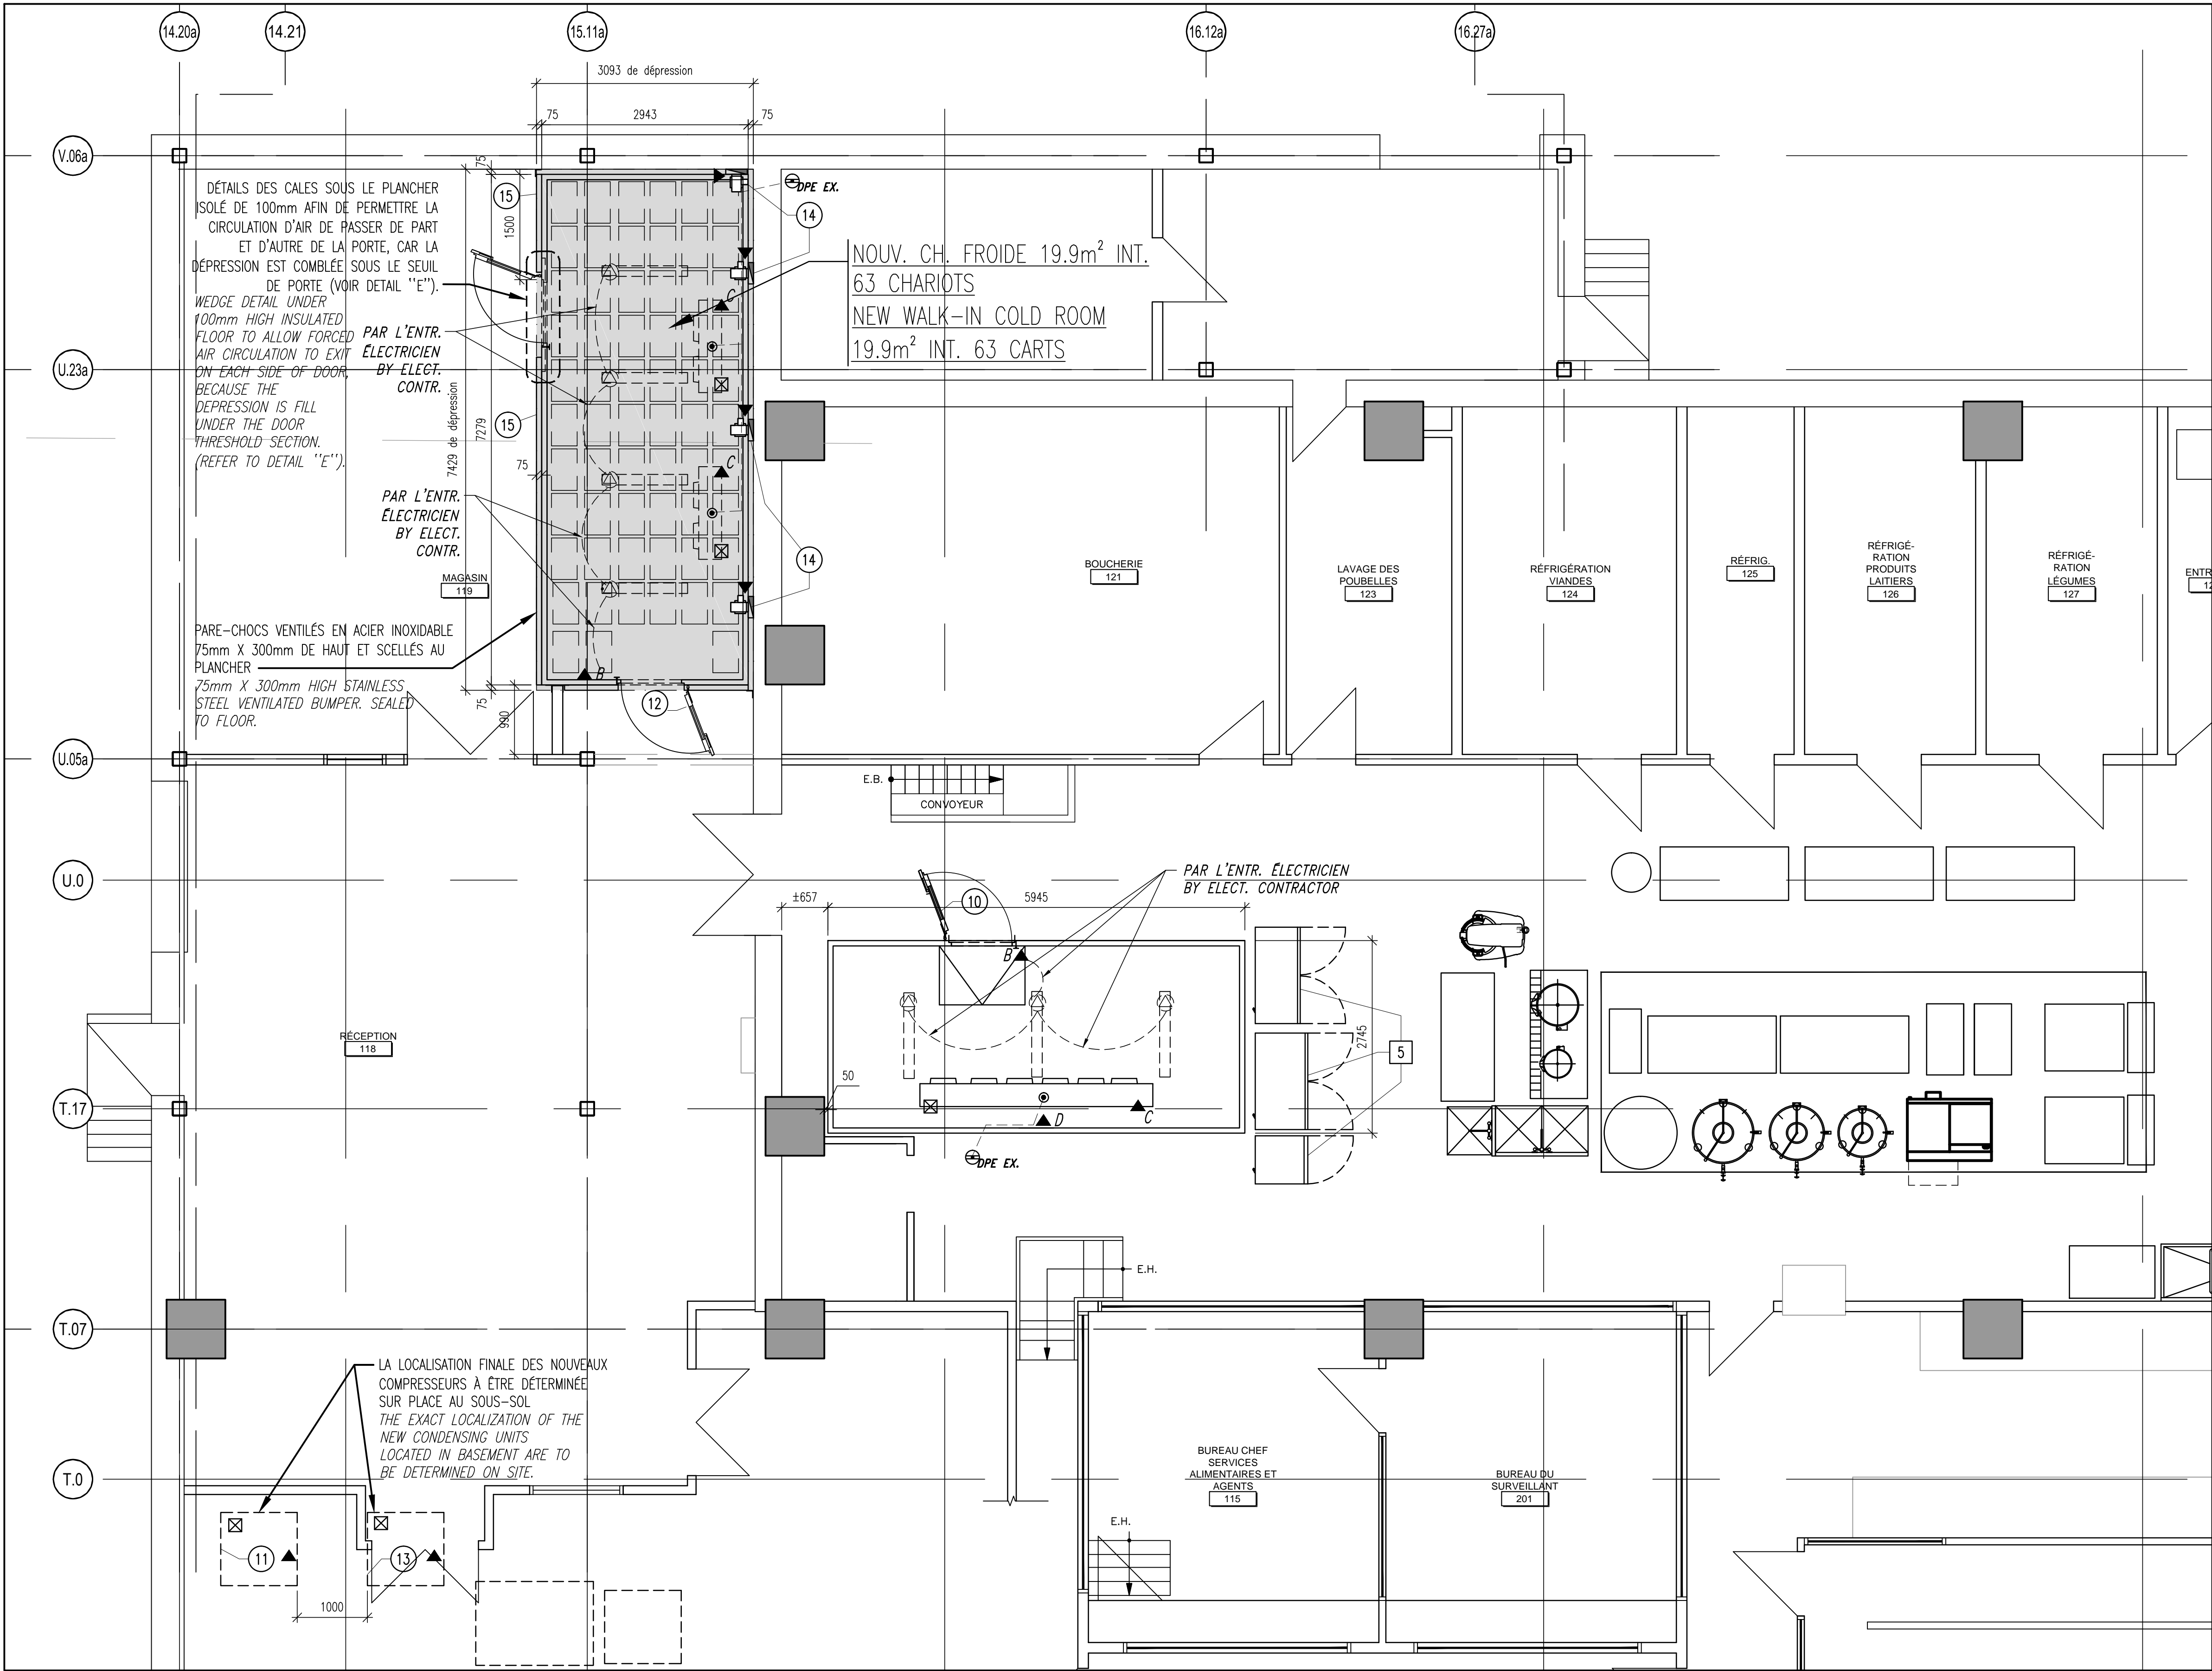 14.20a
14.21
15.11a
16.12a
16.27a
3093 de dépression
75
2943
75
V.06a
75
DÉTAILS DES CALES SOUS LE PLANCHER
ISOLÉ DE 100mm AFIN DE PERMETTRE LA
CIRCULATION D'AIR DE PASSER DE PART
ET D'AUTRE DE LA PORTE, CAR LA
DÉPRESSION EST COMBLÉE SOUS LE SEUIL
DE PORTE (VOIR DETAIL ''E'').
WEDGE DETAIL UNDER
100mm HIGH INSULATED
FLOOR TO ALLOW FORCED
AIR CIRCULATION TO EXIT
ON EACH SIDE OF DOOR,
BECAUSE THE
DEPRESSION IS FILL
UNDER THE DOOR
THRESHOLD SECTION.
(REFER TO DETAIL ''E'').
15
1500
DPE EX.
14
NOUV. CH. FROIDE 19.9m² INT.
63 CHARIOTS
NEW WALK-IN COLD ROOM
19.9m² INT. 63 CARTS
C
PAR L'ENTR.
ÉLECTRICIEN
BY ELECT.
CONTR.
U.23a
7429 de dépression
7279
15
75
C
PAR L'ENTR.
ÉLECTRICIEN
BY ELECT.
CONTR.
14
MAGASIN
119
BOUCHERIE
121
LAVAGE DES
POUBELLES
123
RÉFRIGÉRATION
VIANDES
124
RÉFRIG.
125
RÉFRIGÉ-
RATION
PRODUITS
LAITIERS
126
RÉFRIGÉ-
RATION
LÉGUMES
127
ENTR
12
PARE-CHOCS VENTILÉS EN ACIER INOXIDABLE
75mm X 300mm DE HAUT ET SCELLÉS AU
PLANCHER
75mm X 300mm HIGH STAINLESS
STEEL VENTILATED BUMPER. SEALED
TO FLOOR.
B
12
75
990
U.05a
E.B.
CONVOYEUR
U.0
±657
10
5945
PAR L'ENTR. ÉLECTRICIEN
BY ELECT. CONTRACTOR
B
2745
5
RÉCEPTION
118
50
T.17
D
C
DPE EX.
E.H.
T.07
LA LOCALISATION FINALE DES NOUVEAUX
COMPRESSEURS À ÊTRE DÉTERMINÉE
SUR PLACE AU SOUS-SOL
THE EXACT LOCALIZATION OF THE
NEW CONDENSING UNITS
LOCATED IN BASEMENT ARE TO
BE DETERMINED ON SITE.
T.0
BUREAU CHEF
SERVICES
ALIMENTAIRES ET
AGENTS
115
BUREAU DU
SURVEILLANT
201
E.H.
11
13
1000